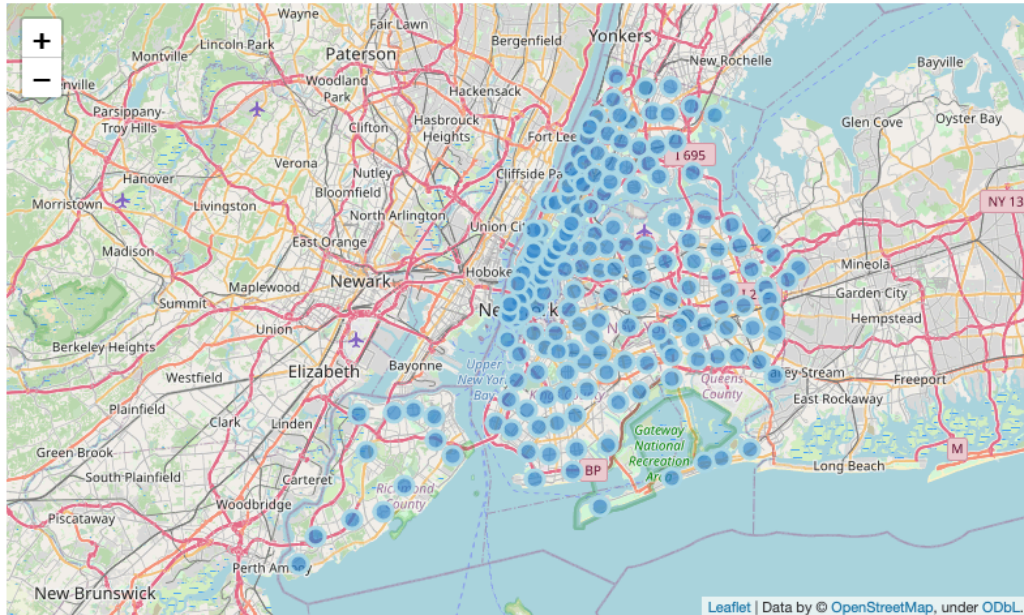 +
−
Wayne
Fair Lawn
Yonkers
Bergenfield
Lincoln Park
Montville
Paterson
New Rochelle
Bayville
enville
Woodland
Park
Hackensack
Parsippany-
Troy Hills
Glen Cove
Oyster Bay
Hasbrouck
Heights
Clifton
Fort Lee
I 695
Verona
Nutley
Cliffside Pa
Hanover
Bloomfield
Morristown
Livingston
North Arlington
NY 13
Union Ci
East Orange
Madison
Mineola
Newark
Hoboke
Maplewood
Garden City
Summit
Ne
k
I 2
Hempstead
Union
N
Y
Berkeley Heights
Elizabeth
Bayonne
Upper
New York
Bay
Westfield
Queens
County
ey Stream
Freeport
East Rockaway
Plainfield
Clark
Linden
Gateway
National
Recreation
Green Brook
M
South Plainfield
Carteret
BP
Long Beach
Richmond
County
Woodbridge
Piscataway
Perth Amboy
New Brunswick
Leaflet | Data by © OpenStreetMap, under ODbL.